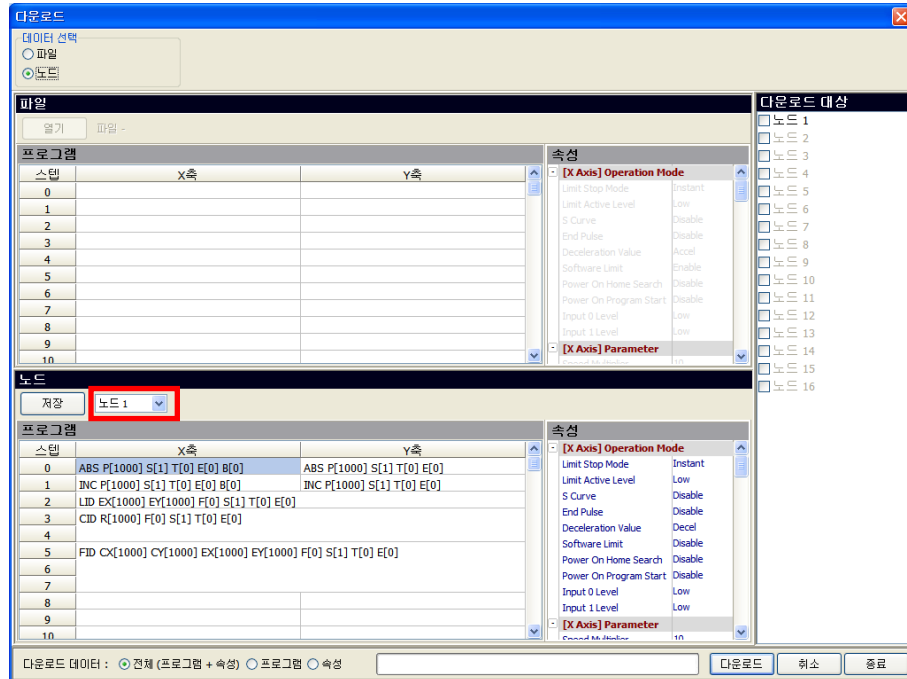 다운로드
데이터 선택
파일
노드
파일
열기 파일 -
프로그램
스텝 X축 Y축
0
1
2
3
4
5
6
7
8
9
10
속성
[X Axis] Operation Mode
Limit Stop Mode Instant
Limit Active Level Low
S Curve Disable
End Pulse Disable
Deceleration Value Accel
Software Limit Enable
Power On Home Search Disable
Power On Program Start Disable
Input 0 Level Low
Input 1 Level Low
[X Axis] Parameter
Speed Multiplier 10
노드
저장 노드 1
프로그램
스텝 X축 Y축
0 ABS P[1000] S[1] T[0] E[0] B[0] ABS P[1000] S[1] T[0] E[0]
1 INC P[1000] S[1] T[0] E[0] B[0] INC P[1000] S[1] T[0] E[0]
2 LID EX[1000] EY[1000] F[0] S[1] T[0] E[0]
3 CID R[1000] F[0] S[1] T[0] E[0]
4
5 FID CX[1000] CY[1000] EX[1000] EY[1000] F[0] S[1] T[0] E[0]
6
7
8
9
10
속성
[X Axis] Operation Mode
Limit Stop Mode Instant
Limit Active Level Low
S Curve Disable
End Pulse Disable
Deceleration Value Decel
Software Limit Disable
Power On Home Search Disable
Power On Program Start Disable
Input 0 Level Low
Input 1 Level Low
[X Axis] Parameter
Speed Multiplier 10
다운로드 대상
노드 1
노드 2
노드 3
노드 4
노드 5
노드 6
노드 7
노드 8
노드 9
노드 10
노드 11
노드 12
노드 13
노드 14
노드 15
노드 16
다운로드 데이터 : 전체 (프로그램 + 속성) 프로그램 속성 다운로드 취소 종료